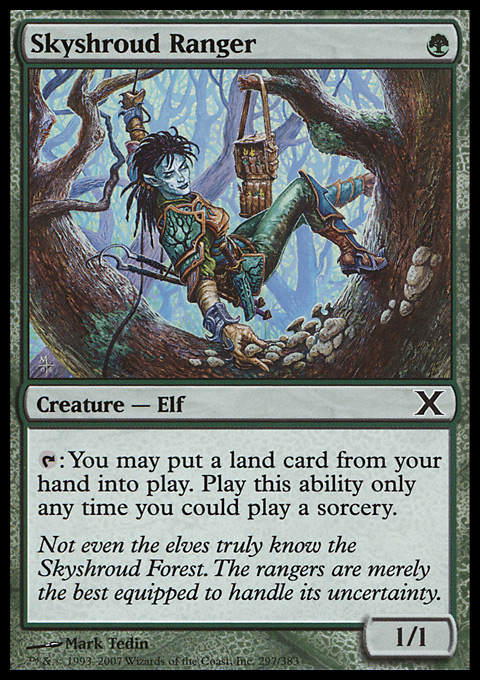 Skyshroud Ranger
Creature — Elf
X
: You may put a land card from your
hand into play. Play this ability only
any time you could play a sorcery.
Not even the elves truly know the
Skyshroud Forest. The rangers are merely
the best equipped to handle its uncertainty.
Mark Tedin
1/1
™ & © 1993-2007 Wizards of the Coast, Inc. 297/383